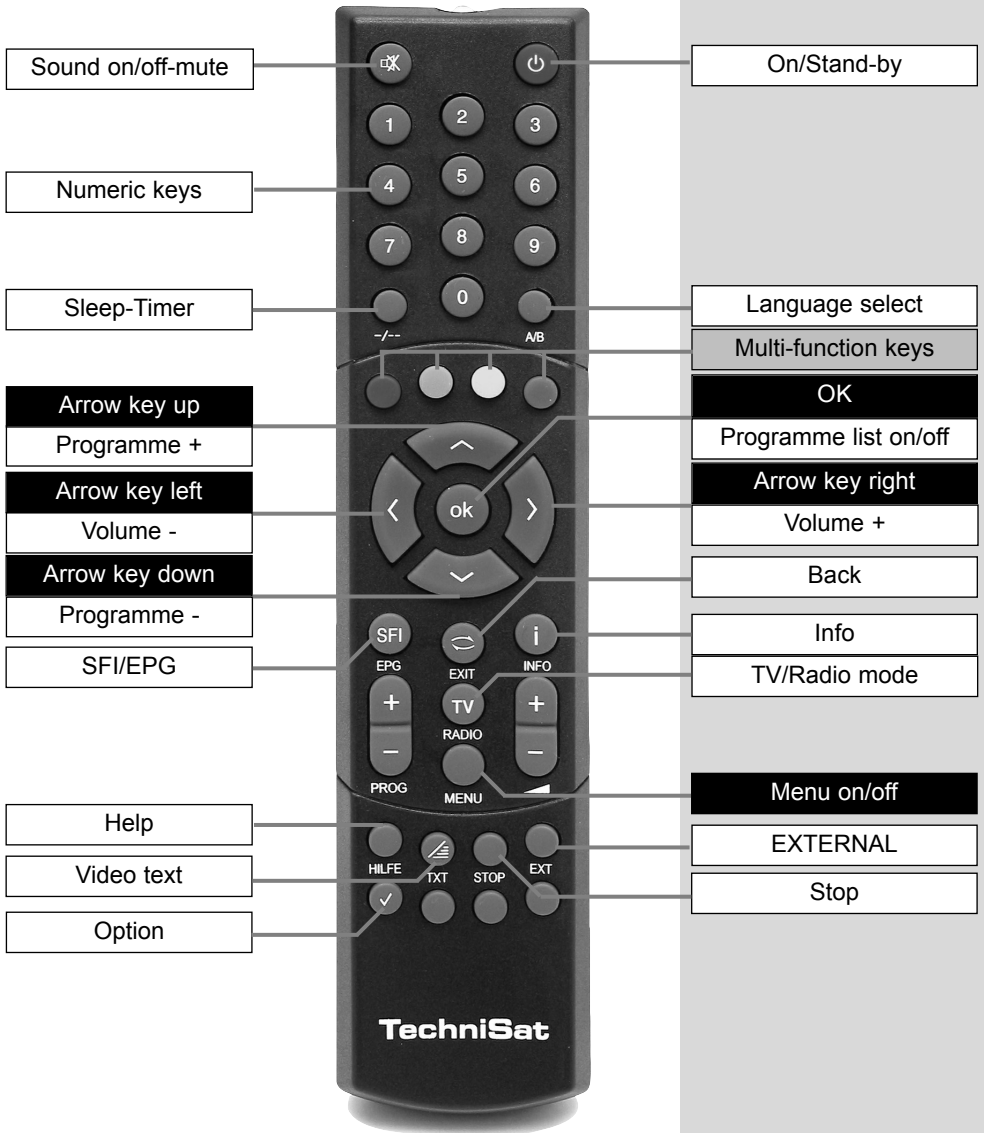 Sound on/off-mute
On/Stand-by
1
2
3
Numeric keys
4
5
6
7
8
9
Sleep-Timer
0
Language select
-/--
A/B
Multi-function keys
Arrow key up
OK
Programme +
Programme list on/off
Arrow key left
ok
Arrow key right
Volume -
Volume +
Arrow key down
Back
Programme -
SFI
i
Info
SFI/EPG
EPG
EXIT
INFO
TV/Radio mode
+
TV
+
RADIO
-
-
PROG
MENU
Menu on/off
Help
EXTERNAL
Video text
HILFE
TXT
STOP
EXT
Stop
Option
TechniSat